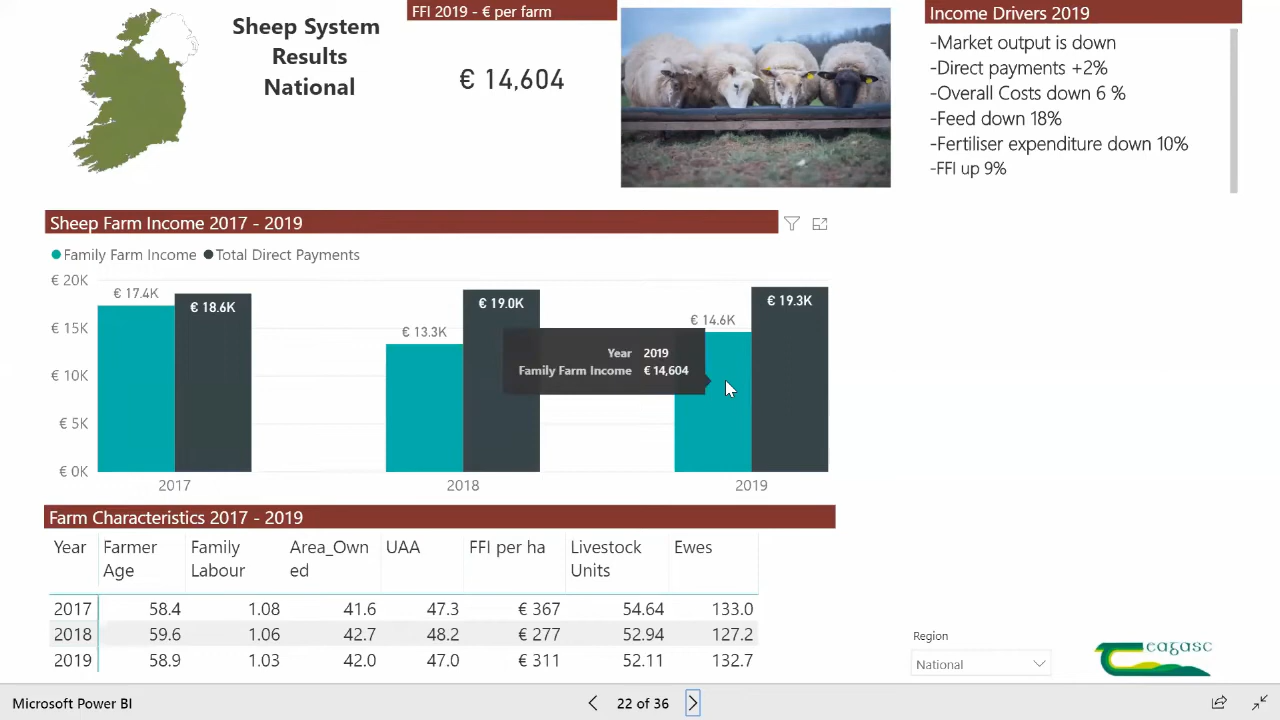 Sheep System
Results
National
FFI 2019 - € per farm
€ 14,604
Income Drivers 2019
-Market output is down
-Direct payments +2%
-Overall Costs down 6 %
-Feed down 18%
-Fertiliser expenditure down 10%
-FFI up 9%
Sheep Farm Income 2017 - 2019
Family Farm Income Total Direct Payments
€ 20K
€ 15K
€ 10K
€ 5K
€ 0K
€ 17.4K
€ 18.6K
€ 13.3K
€ 19.0K
€ 14.6K
€ 19.3K
Year 2019
Family Farm Income € 14,604
2017 2018 2019
Farm Characteristics 2017 - 2019
Year Farmer Age Family Labour Area_Owned UAA FFI per ha Livestock Units Ewes
2017 58.4 1.08 41.6 47.3 € 367 54.64 133.0
2018 59.6 1.06 42.7 48.2 € 277 52.94 127.2
2019 58.9 1.03 42.0 47.0 € 311 52.11 132.7
Region
National
eagasc
Microsoft Power BI
22 of 36